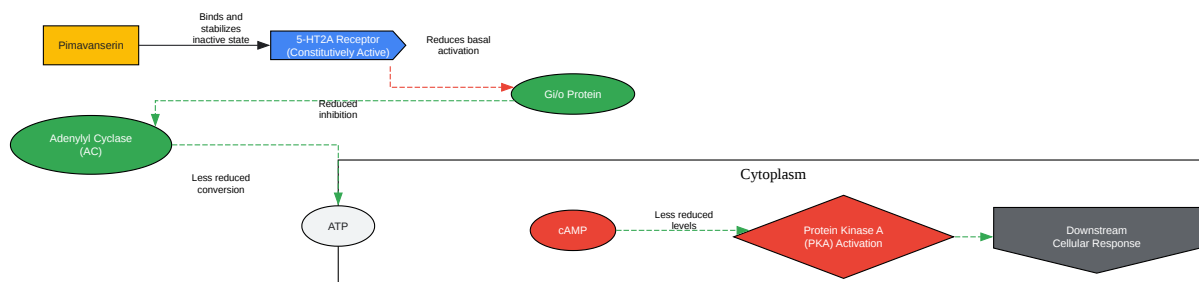 Binds and
stabilizes
inactive state
Pimavanserin
5-HT2A Receptor
(Constitutively Active)
Reduces basal
activation
Gi/o Protein
Reduced
inhibition
Adenylyl Cyclase
(AC)
Less reduced
conversion
Cytoplasm
ATP
cAMP
Less reduced
levels
Protein Kinase A
(PKA) Activation
Downstream
Cellular Response